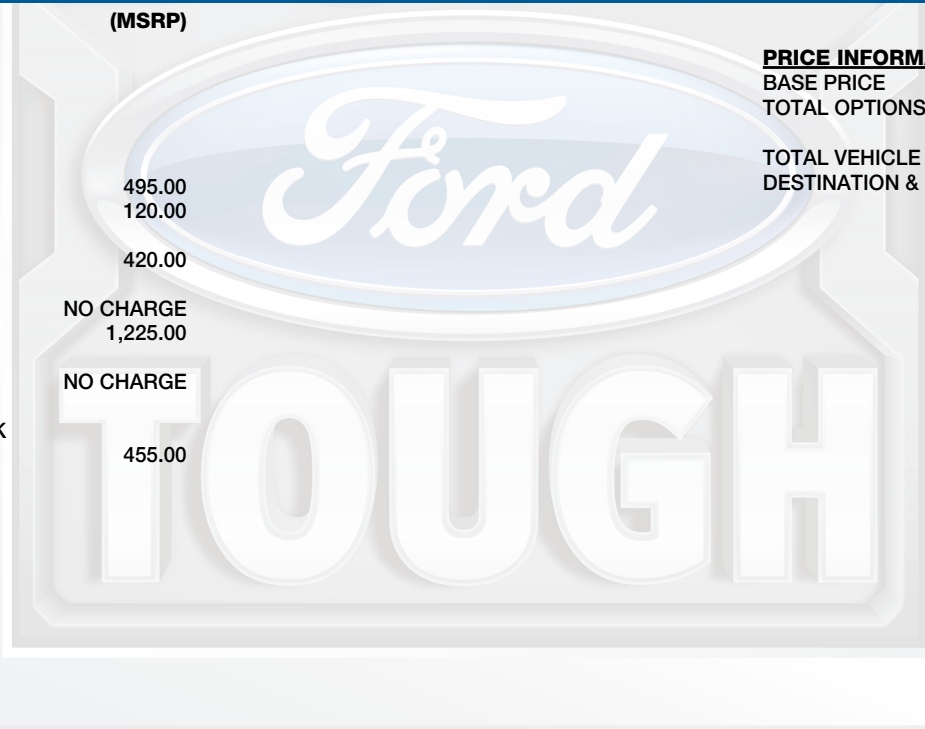 (MSRP)
495.00
120.00
420.00
NO CHARGE
1,225.00
NO CHARGE
K
455.00
PRICE INFORMA
BASE PRICE
TOTAL OPTIONS
TOTAL VEHICLE
DESTINATION &
Ford
TOUGH